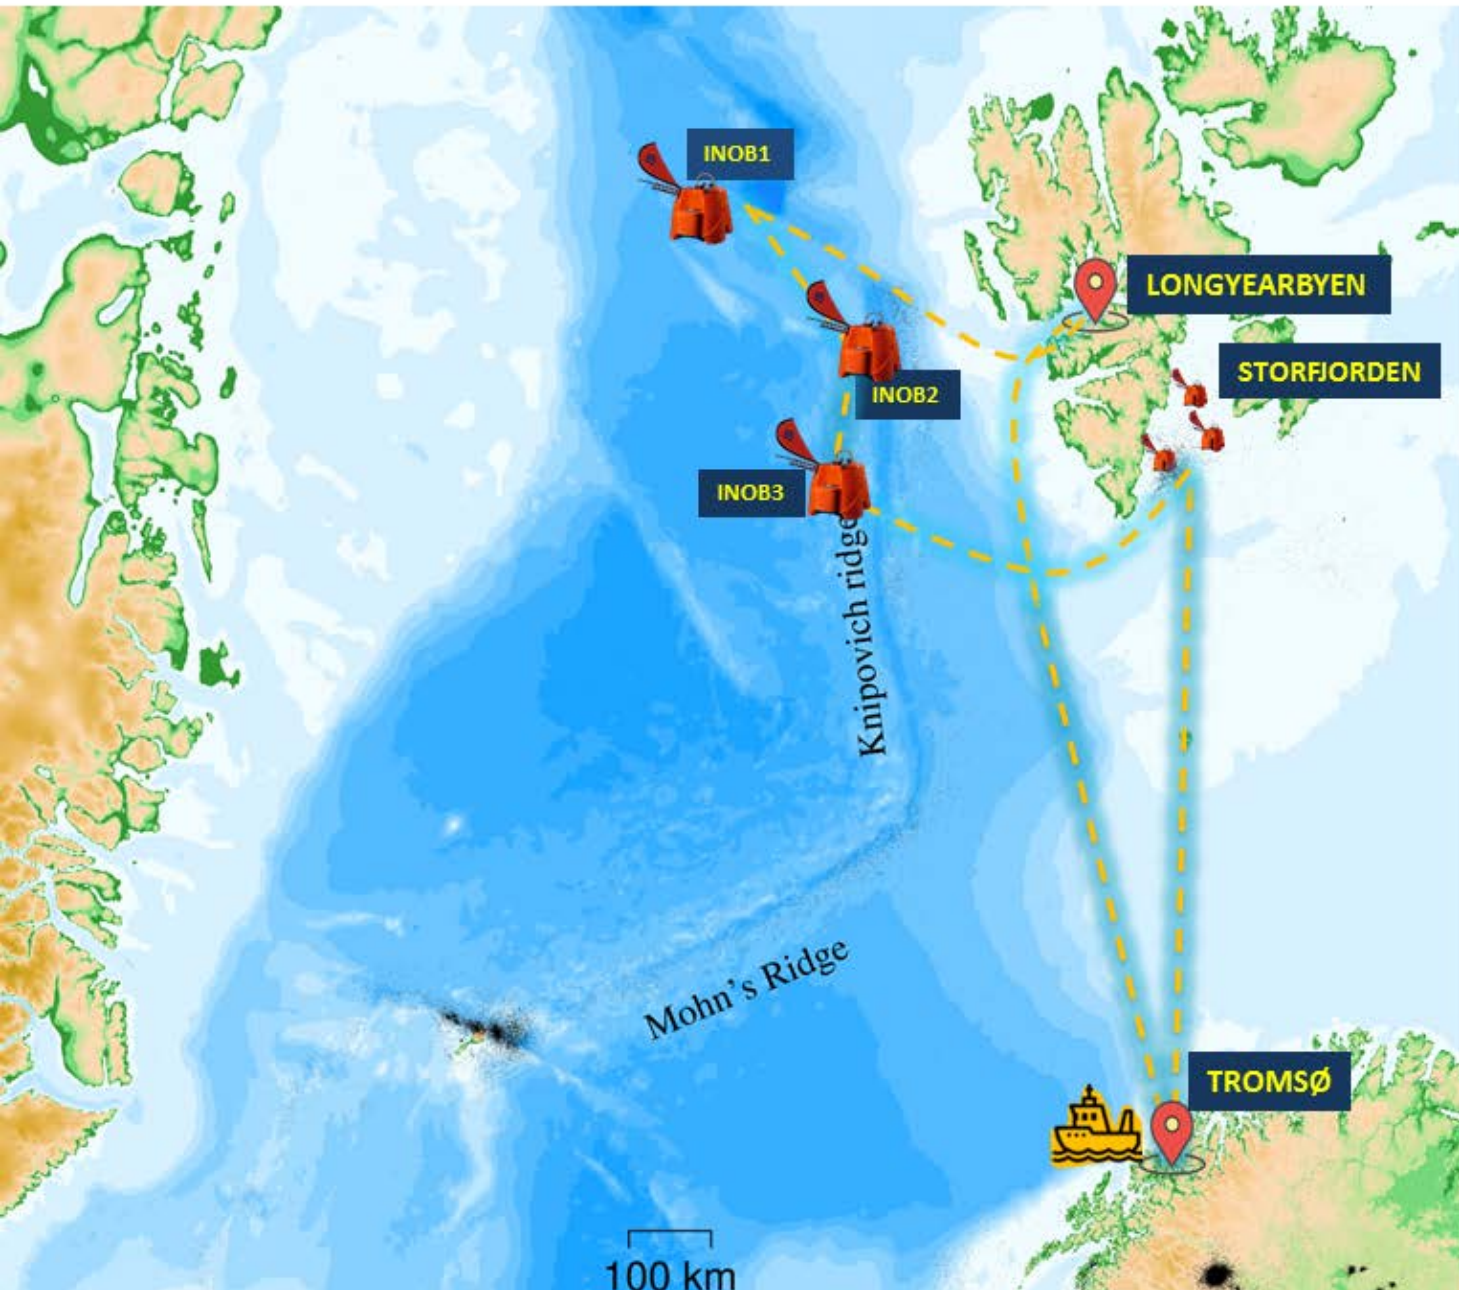 INOB1
LONGYEARBYEN
STORFJORDEN
INOB2
INOB3
Knipovich ridge
Mohn's Ridge
TROMSØ
100 km